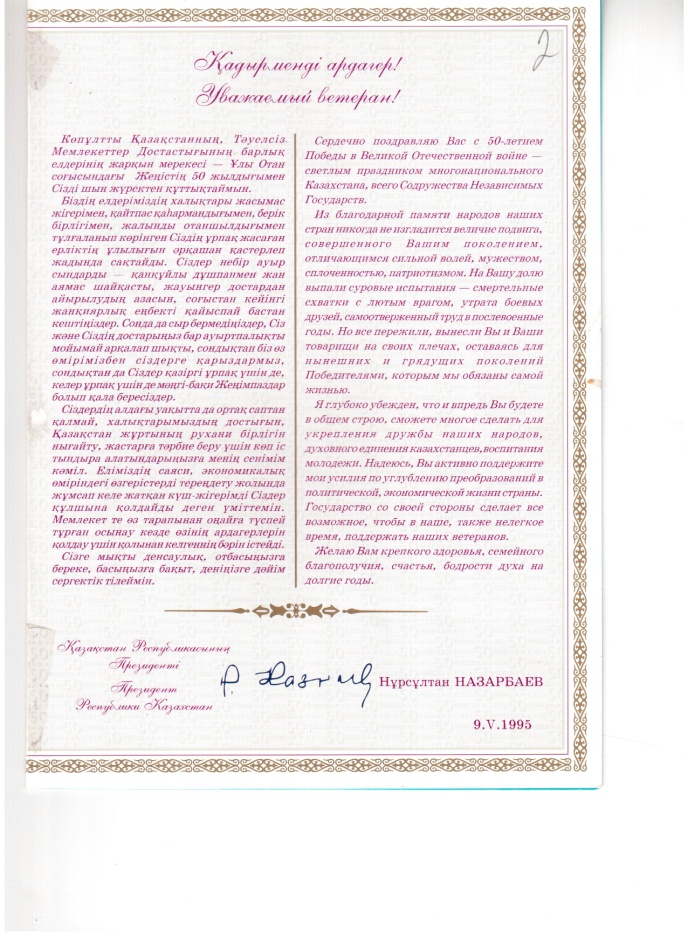 2
Қадырменді ардагер!
Уважаемый ветеран!
Көпұлтты Қазақстанның, Тәуелсіз
Мемлекеттер Достастығының барлық
елдерінің жарқын мерекесі — Ұлы Отан
соғысындағы Жеңістің 50 жылдығымен
Сізді шын жүректен құттықтаймын.
Біздің елдеріміздің халықтары жасымас
жігерімен, қайтпас қаһармандығымен, берік
бірлігімен, жалынды отаншылдығымен
тұлғаланып көрінген Сіздің ұрпақ жасаған
ерліктің ұлылығын әрқашан қастерлеп
жадында сақтайды. Сіздер небір ауыр
сындарды — қанқұйлы дұшпанмен жан
аямас шайқасты, жауынгер достардан
айырылудың азасын, соғыстан кейінгі
жанқиярлық еңбекті қайыспай бастан
кештіңіздер. Сонда да сыр бермедіңіздер, Сіз
және Сіздің достарыңыз бар ауыртпалықты
мойымай арқалап шықты, сондықтан біз өз
өмірімізбен сіздерге қарыздармыз,
сондықтан да Сіздер қазіргі ұрпақ үшін де,
келер ұрпақ үшін де мәңгі-бақи Жеңімпаздар
болып қала бересіздер.
Сіздердің алдағы уақытта да ортақ саптан
қалмай, халықтарымыздың достығын,
Қазақстан жұртының рухани бірлігін
нығайту, жастарға тәрбие беру үшін көп іс
тындыра алатындарыңызға менің сенімім
кәміл. Еліміздің саяси, экономикалық
өміріндегі өзгерістерді тереңдету жолында
жұмсап келе жатқан күш-жігерімді Сіздер
құлшына қолдайды деген үміттемін.
Мемлекет те өз тарапынан оңайға түспей
тұрған осынау кезде өзінің ардагерлерін
қолдау үшін қолынан келгеннің бәрін істейді.
Сізге мықты денсаулық, отбасыңызға
береке, басыңызға бақыт, деніңізге дәйім
сергектік тілеймін.
Сердечно поздравляю Вас с 50-летием
Победы в Великой Отечественной войне —
светлым праздником многонационального
Казахстана, всего Содружества Независимых
Государств.
Из благодарной памяти народов наших
стран никогда не изгладится величие подвига,
совершенного Вашим поколением,
отличающимся сильной волей, мужеством,
сплоченностью, патриотизмом. На Вашу долю
выпали суровые испытания — смертельные
схватки с лютым врагом, утрата боевых
друзей, самоотверженный труд в послевоенные
годы. Но все пережили, вынесли Вы и Ваши
товарищи на своих плечах, оставаясь для
нынешних и грядущих поколений
Победителями, которым мы обязаны самой
жизнью.
Я глубоко убежден, что и впредь Вы будете
в общем строю, сможете многое сделать для
укрепления дружбы наших народов,
духовного единения казахстанцев, воспитания
молодежи. Надеюсь, Вы активно поддержите
мои усилия по углублению преобразований в
политической, экономической жизни страны.
Государство со своей стороны сделает все
возможное, чтобы в наше, также нелегкое
время, поддержать наших ветеранов.
Желаю Вам крепкого здоровья, семейного
благополучия, счастья, бодрости духа на
долгие годы.
Қазақстан Республикасының
Президенті
Президент
Республики Казахстан
Нұрсұлтан НАЗАРБАЕВ
9.V.1995